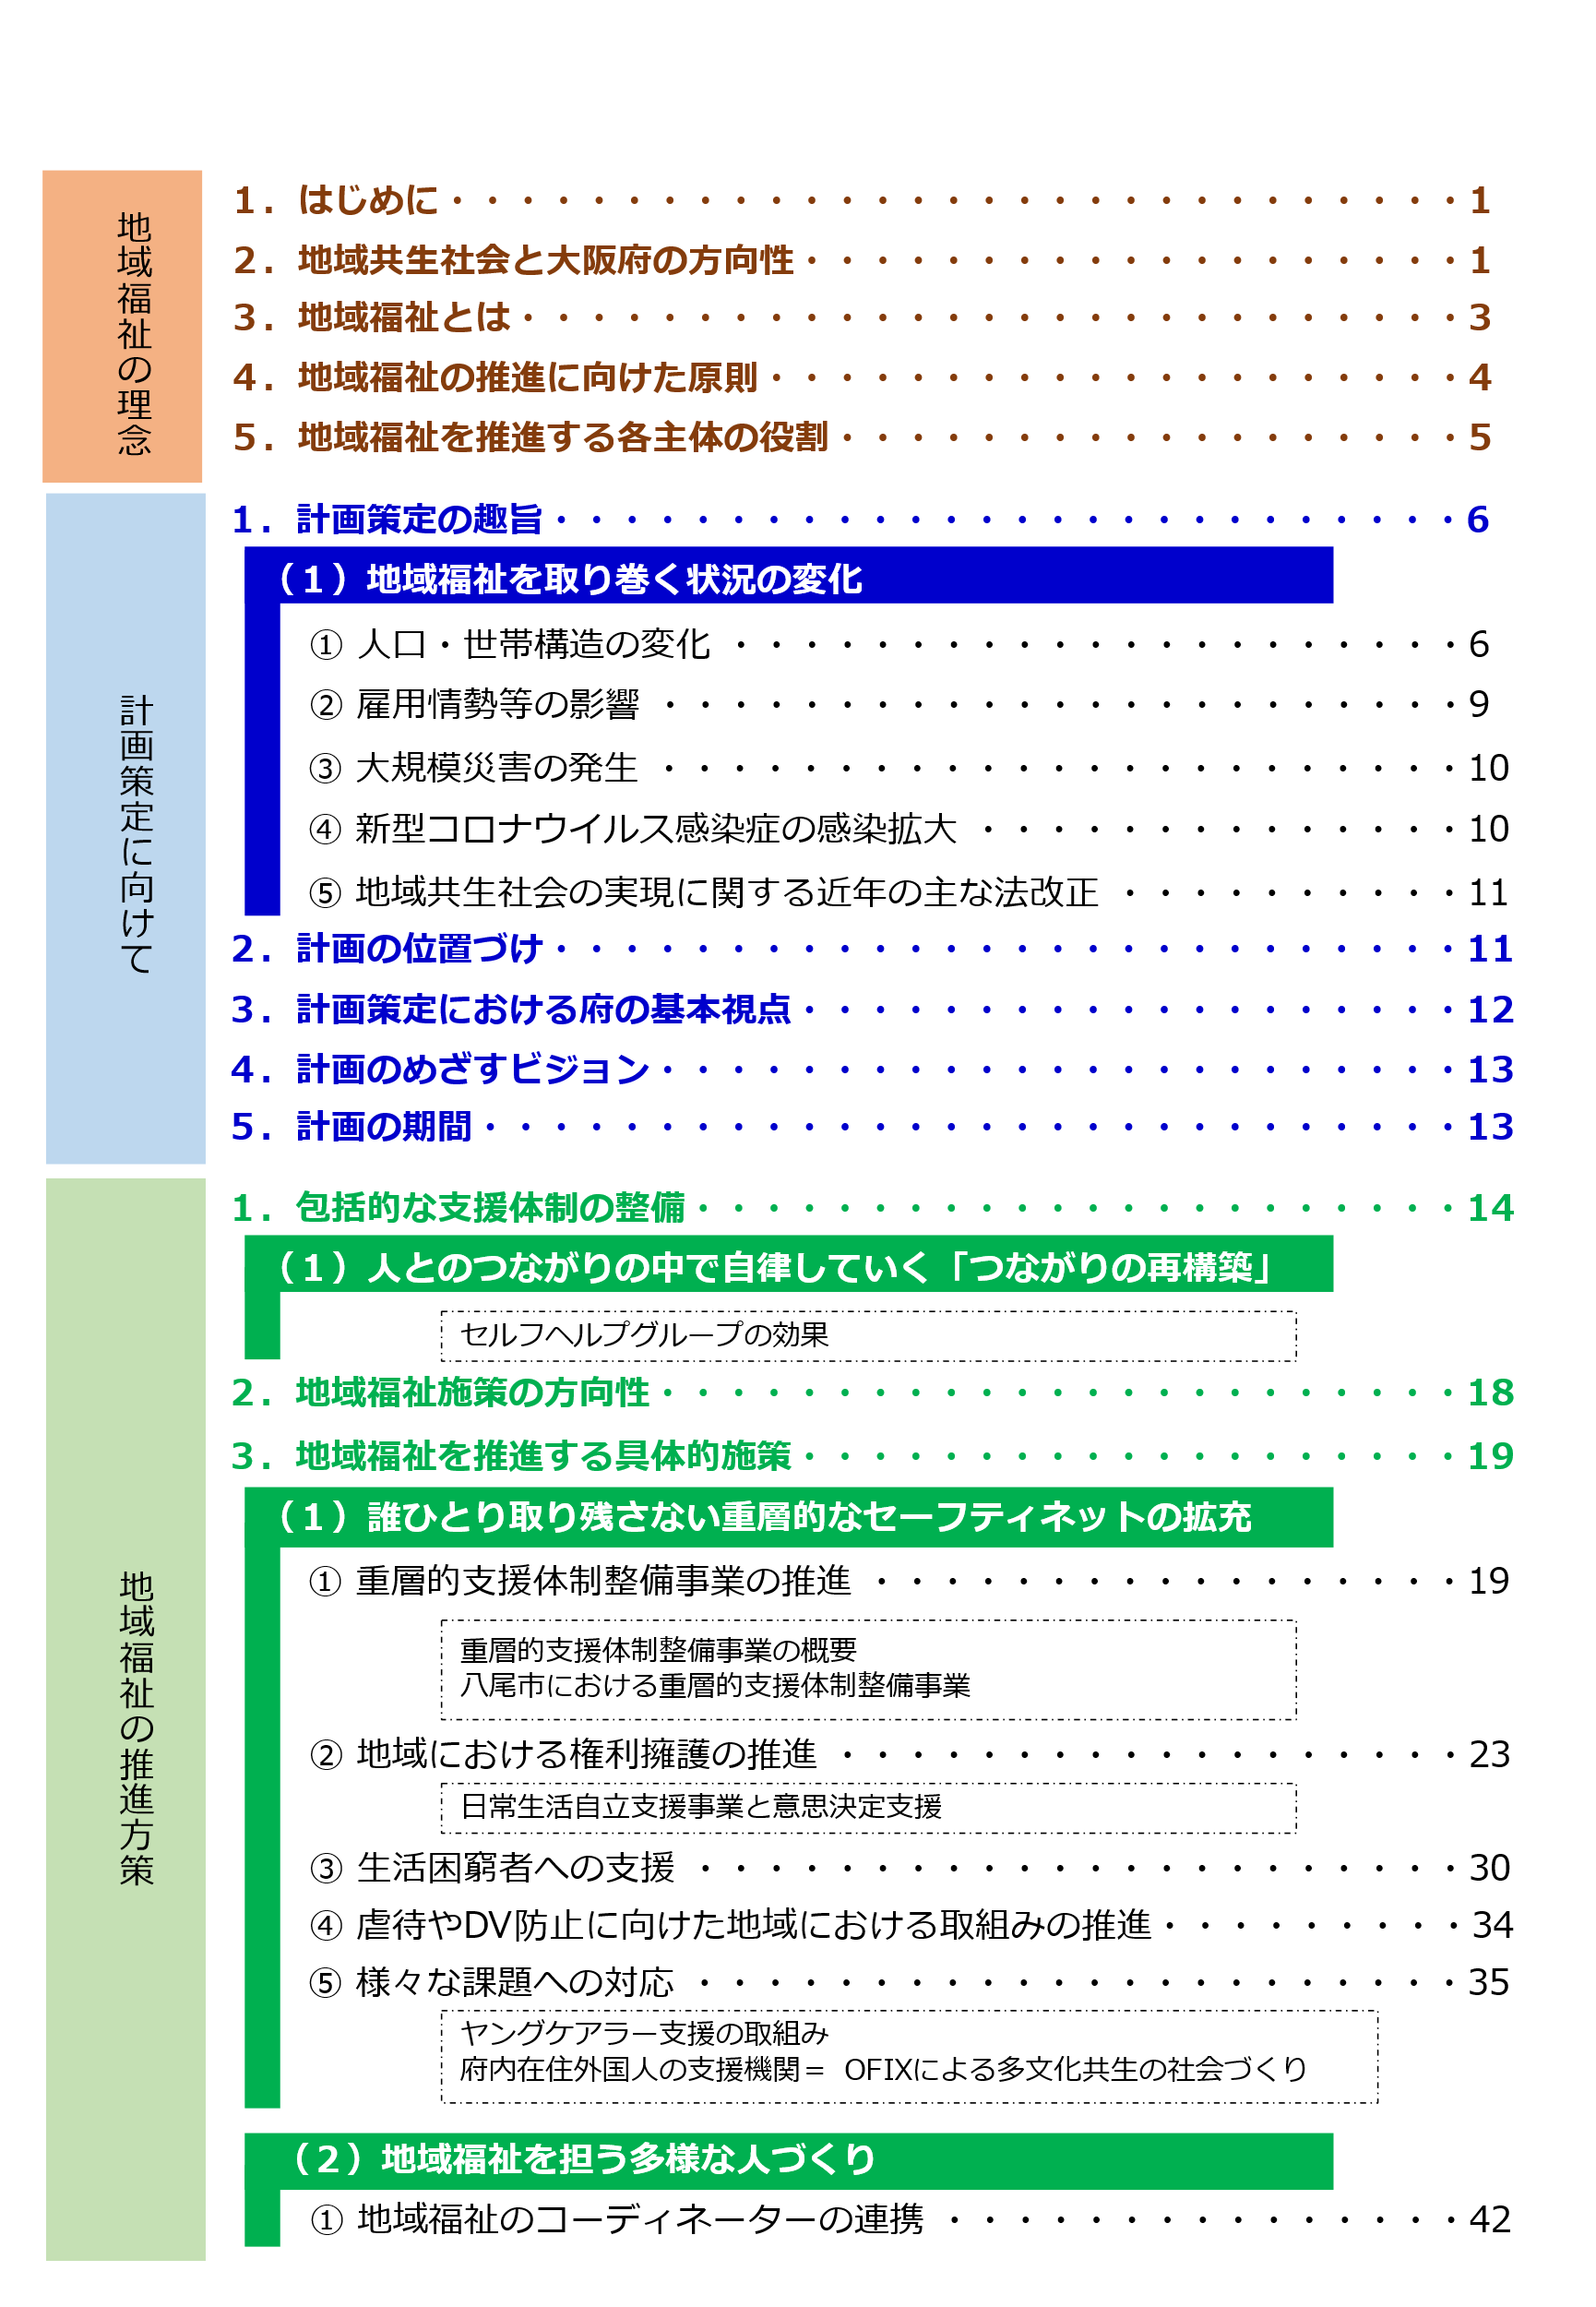 地域福祉の理念
１．はじめに・・・・・・・・・・・・・・・・・・・・・・・・・・・・・1
２．地域共生社会と大阪府の方向性・・・・・・・・・・・・・・・・・・・1
３．地域福祉とは・・・・・・・・・・・・・・・・・・・・・・・・・・・3
４．地域福祉の推進に向けた原則・・・・・・・・・・・・・・・・・・・・4
５．地域福祉を推進する各主体の役割・・・・・・・・・・・・・・・・・・5
計画策定に向けて
１．計画策定の趣旨・・・・・・・・・・・・・・・・・・・・・・・・・・6
（１）地域福祉を取り巻く状況の変化
① 人口・世帯構造の変化 ・・・・・・・・・・・・・・・・・・・・・6
② 雇用情勢等の影響 ・・・・・・・・・・・・・・・・・・・・・・・9
③ 大規模災害の発生 ・・・・・・・・・・・・・・・・・・・・・・・10
④ 新型コロナウイルス感染症の感染拡大 ・・・・・・・・・・・・・・10
⑤ 地域共生社会の実現に関する近年の主な法改正 ・・・・・・・・・・11
２．計画の位置づけ・・・・・・・・・・・・・・・・・・・・・・・・・・11
３．計画策定における府の基本視点・・・・・・・・・・・・・・・・・・・12
４．計画のめざすビジョン・・・・・・・・・・・・・・・・・・・・・・・13
５．計画の期間・・・・・・・・・・・・・・・・・・・・・・・・・・・・13
地域福祉の推進方策
１．包括的な支援体制の整備・・・・・・・・・・・・・・・・・・・・・・14
（１）人とのつながりの中で自律していく「つながりの再構築」
セルフヘルプグループの効果
２．地域福祉施策の方向性・・・・・・・・・・・・・・・・・・・・・・・18
３．地域福祉を推進する具体的施策・・・・・・・・・・・・・・・・・・・19
（１）誰ひとり取り残さない重層的なセーフティネットの拡充
① 重層的支援体制整備事業の推進 ・・・・・・・・・・・・・・・・・19
重層的支援体制整備事業の概要
八尾市における重層的支援体制整備事業
② 地域における権利擁護の推進 ・・・・・・・・・・・・・・・・・・23
日常生活自立支援事業と意思決定支援
③ 生活困窮者への支援 ・・・・・・・・・・・・・・・・・・・・・・30
④ 虐待やDV防止に向けた地域における取組みの推進・・・・・・・・・34
⑤ 様々な課題への対応 ・・・・・・・・・・・・・・・・・・・・・・35
ヤングケアラー支援の取組み
府内在住外国人の支援機関＝ OFIXによる多文化共生の社会づくり
（２）地域福祉を担う多様な人づくり
① 地域福祉のコーディネーターの連携 ・・・・・・・・・・・・・・・42